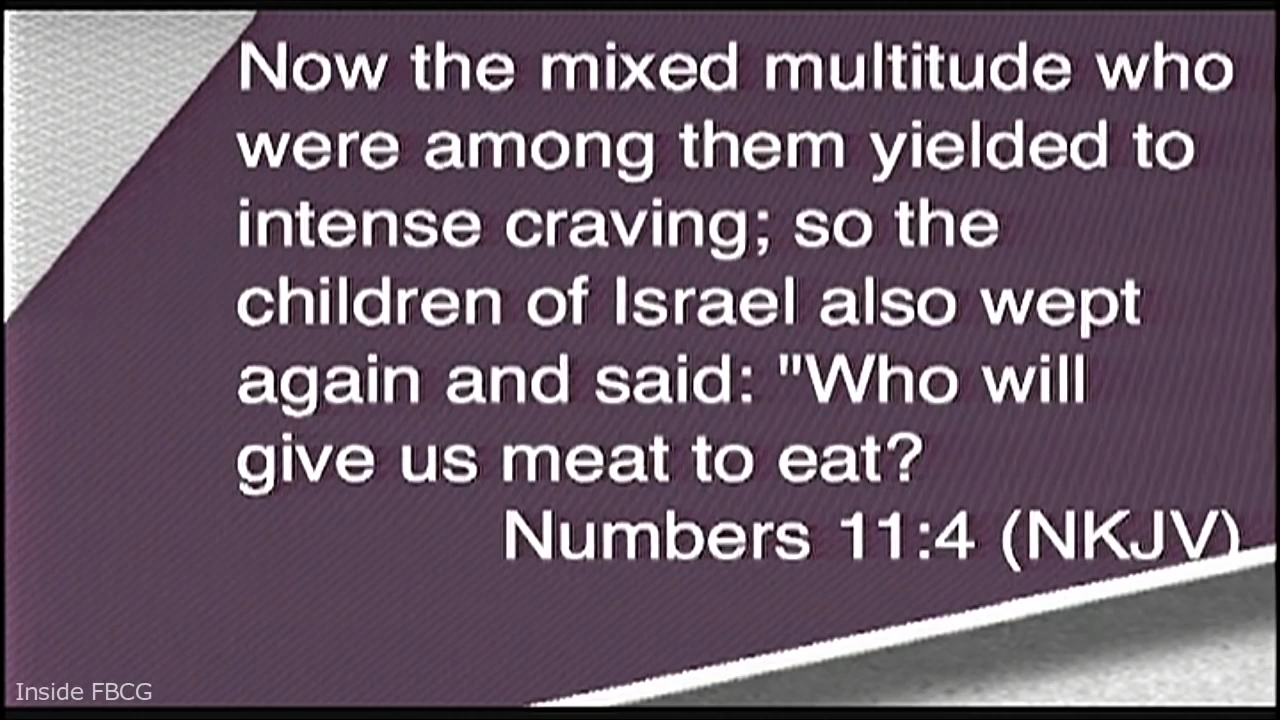 Now the mixed multitude who
were among them yielded to
intense craving; so the
children of Israel also wept
again and said: "Who will
give us meat to eat?
Numbers 11:4 (NKJV)
Inside FBCG